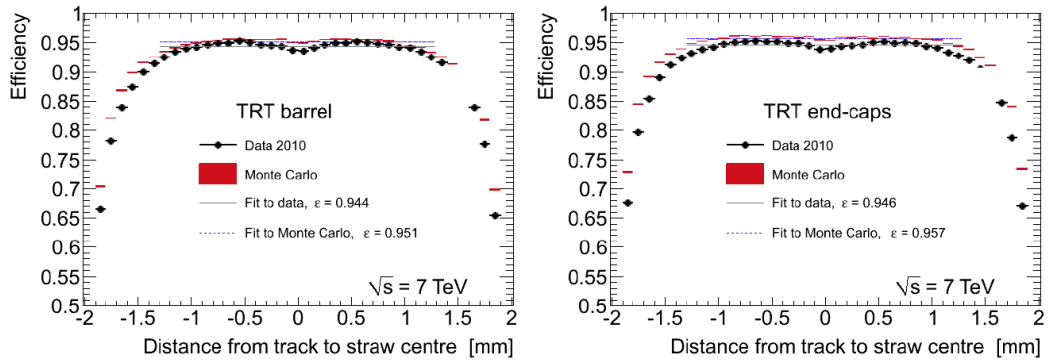 Efficiency
1
0.95
0.9
0.85
0.8
0.75
0.7
0.65
0.6
0.55
0.5
TRT barrel
Data 2010
Monte Carlo
Fit to data, ε = 0.944
Fit to Monte Carlo, ε = 0.951
√s = 7 TeV
-2 -1.5 -1 -0.5 0 0.5 1 1.5 2
Distance from track to straw centre [mm]
Efficiency
1
0.95
0.9
0.85
0.8
0.75
0.7
0.65
0.6
0.55
0.5
TRT end-caps
Data 2010
Monte Carlo
Fit to data, ε = 0.946
Fit to Monte Carlo, ε = 0.957
√s = 7 TeV
-2 -1.5 -1 -0.5 0 0.5 1 1.5 2
Distance from track to straw centre [mm]